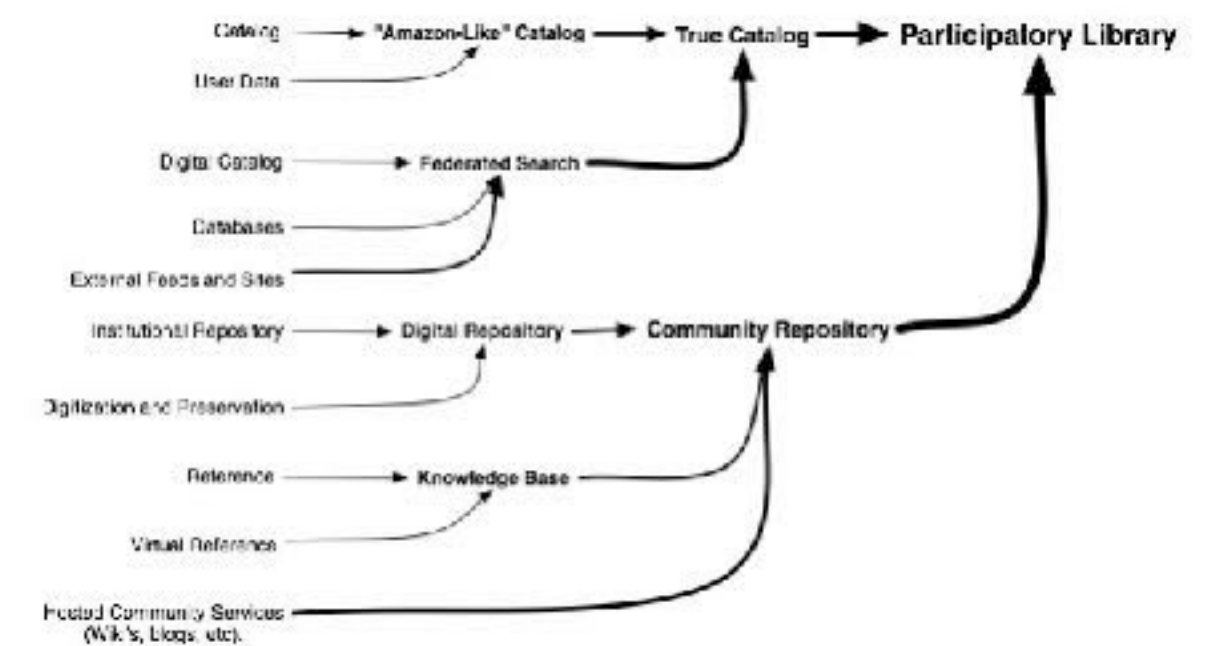 Catalog
"Amazon-Like" Catalog
True Catalog
Participatory Library
User Data
Digital Catalog
Federated Search
Databases
External Feeds and Sites
Institutional Repository
Digital Repository
Community Repository
Digitization and Preservation
Reference
Knowledge Base
Virtual Reference
Hosted Community Services
(Wiki's, blogs, etc).